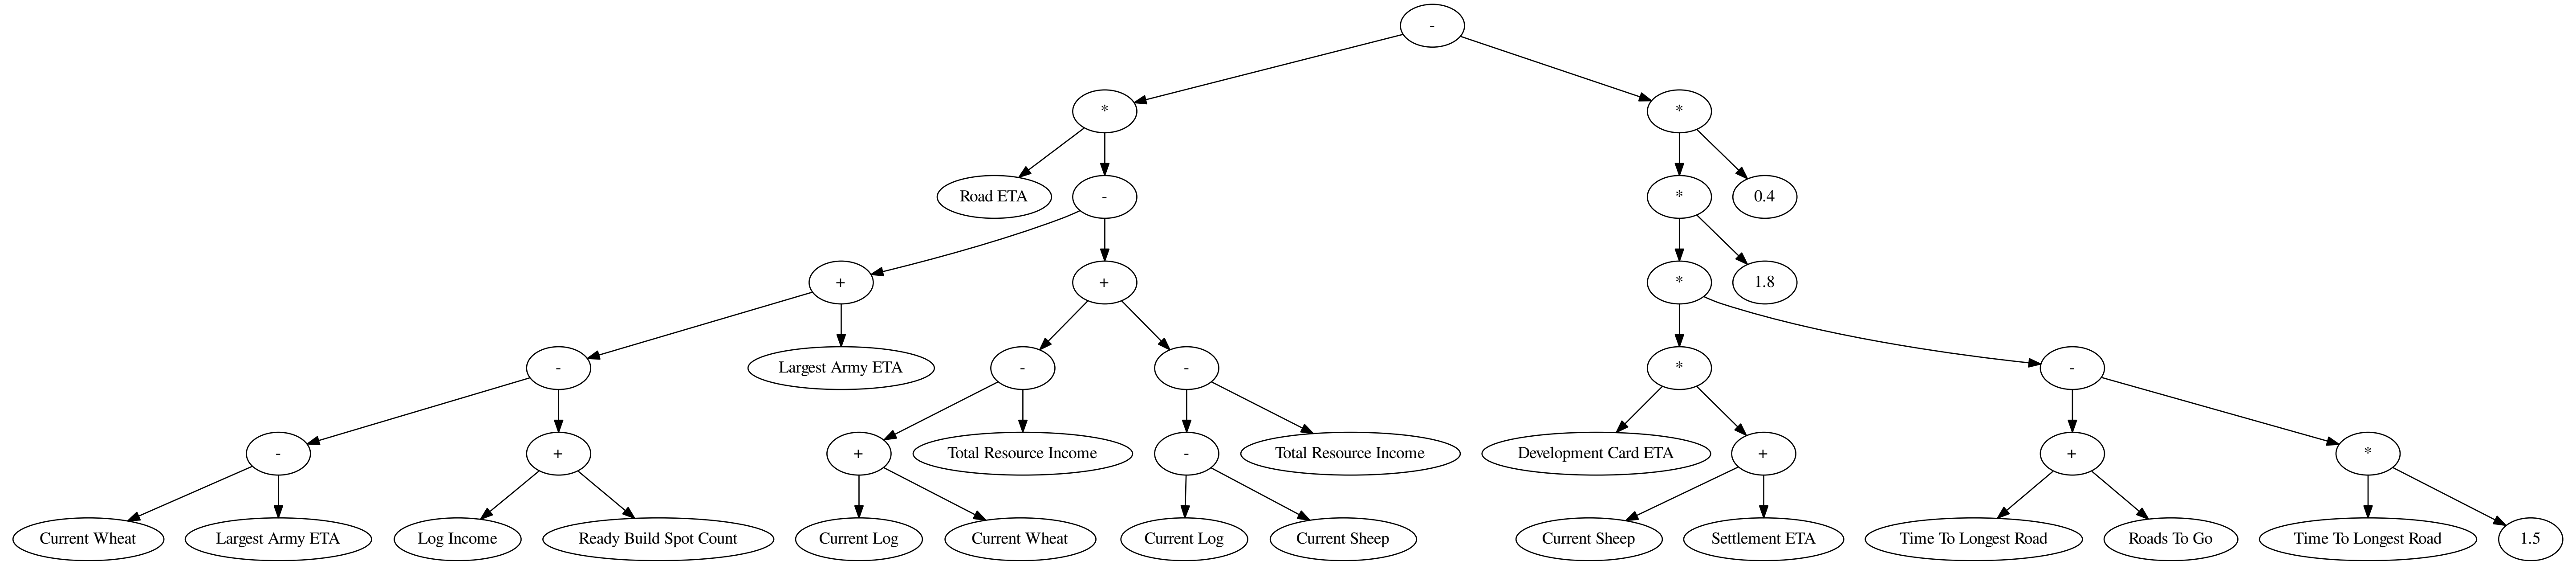 -
*
*
Road ETA
-
*
0.4
+
+
*
1.8
-
Largest Army ETA
-
-
*
-
-
+
+
Total Resource Income
-
Total Resource Income
Development Card ETA
+
+
*
Current Wheat
Largest Army ETA
Log Income
Ready Build Spot Count
Current Log
Current Wheat
Current Log
Current Sheep
Current Sheep
Settlement ETA
Time To Longest Road
Roads To Go
Time To Longest Road
1.5